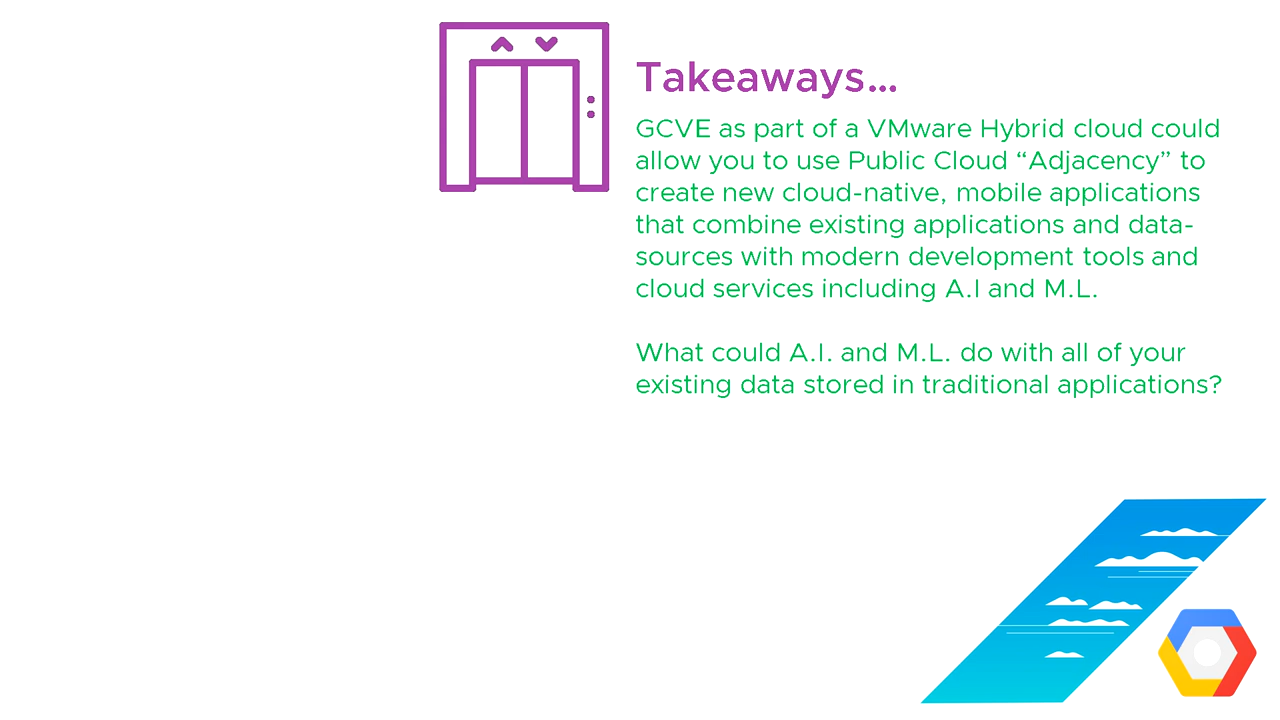 Takeaways...
GCVE as part of a VMware Hybrid cloud could
allow you to use Public Cloud “Adjacency” to
create new cloud-native, mobile applications
that combine existing applications and data-
sources with modern development tools and
cloud services including A.I and M.L.
What could A.I. and M.L. do with all of your
existing data stored in traditional applications?